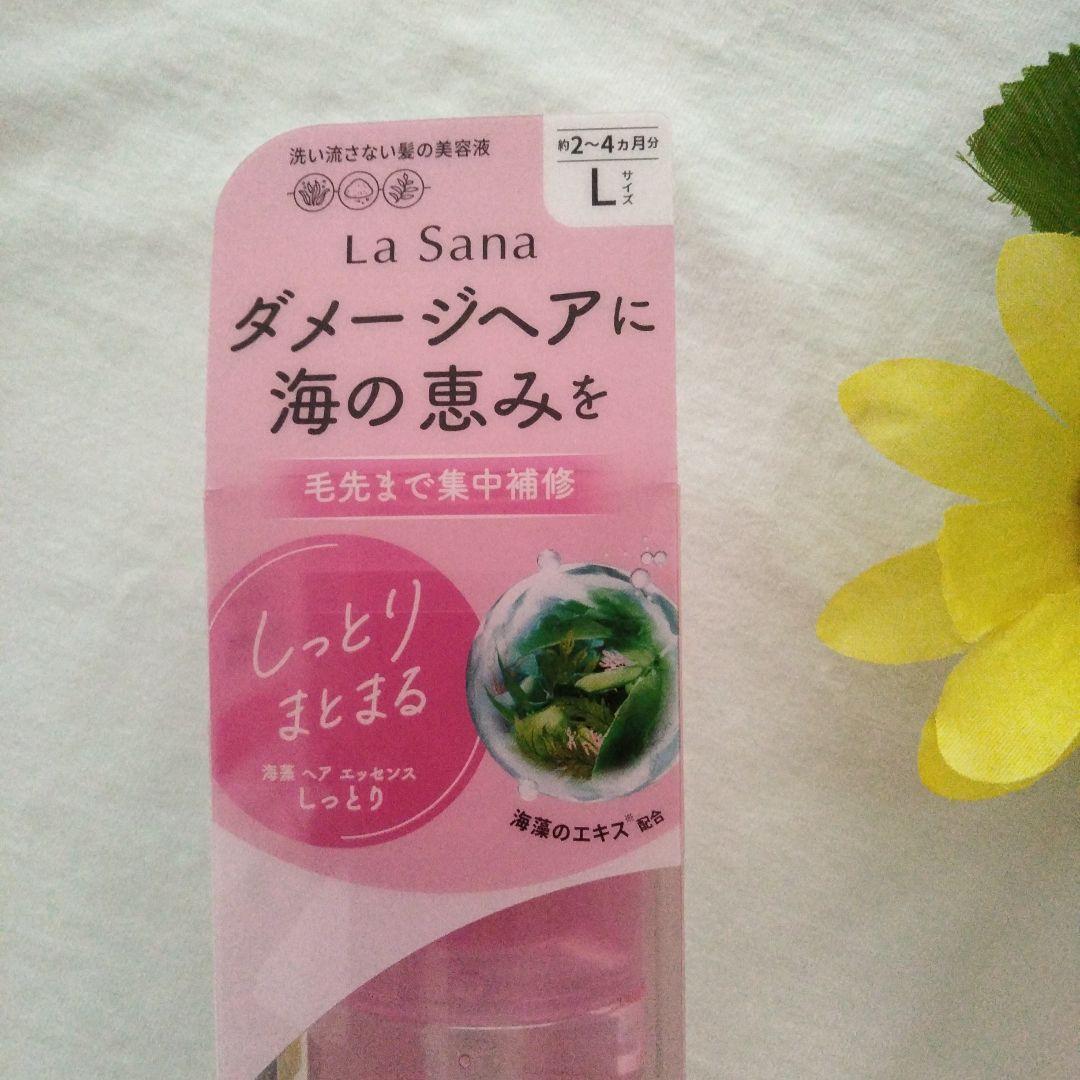 洗い流さない髪の美容液
約2〜4ヵ月分
Lサイズ
La Sana
ダメージヘアに
海の恵みを
毛先まで集中補修
しっとり
まとまる
海藻 ヘア エッセンス
しっとり
海藻のエキス※配合